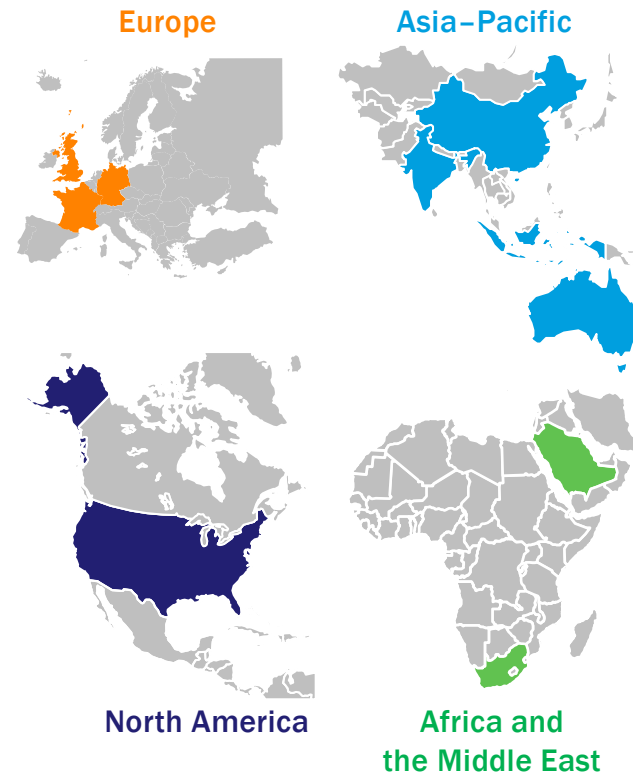 Europe
Asia–Pacific
North America
Africa and
the Middle East